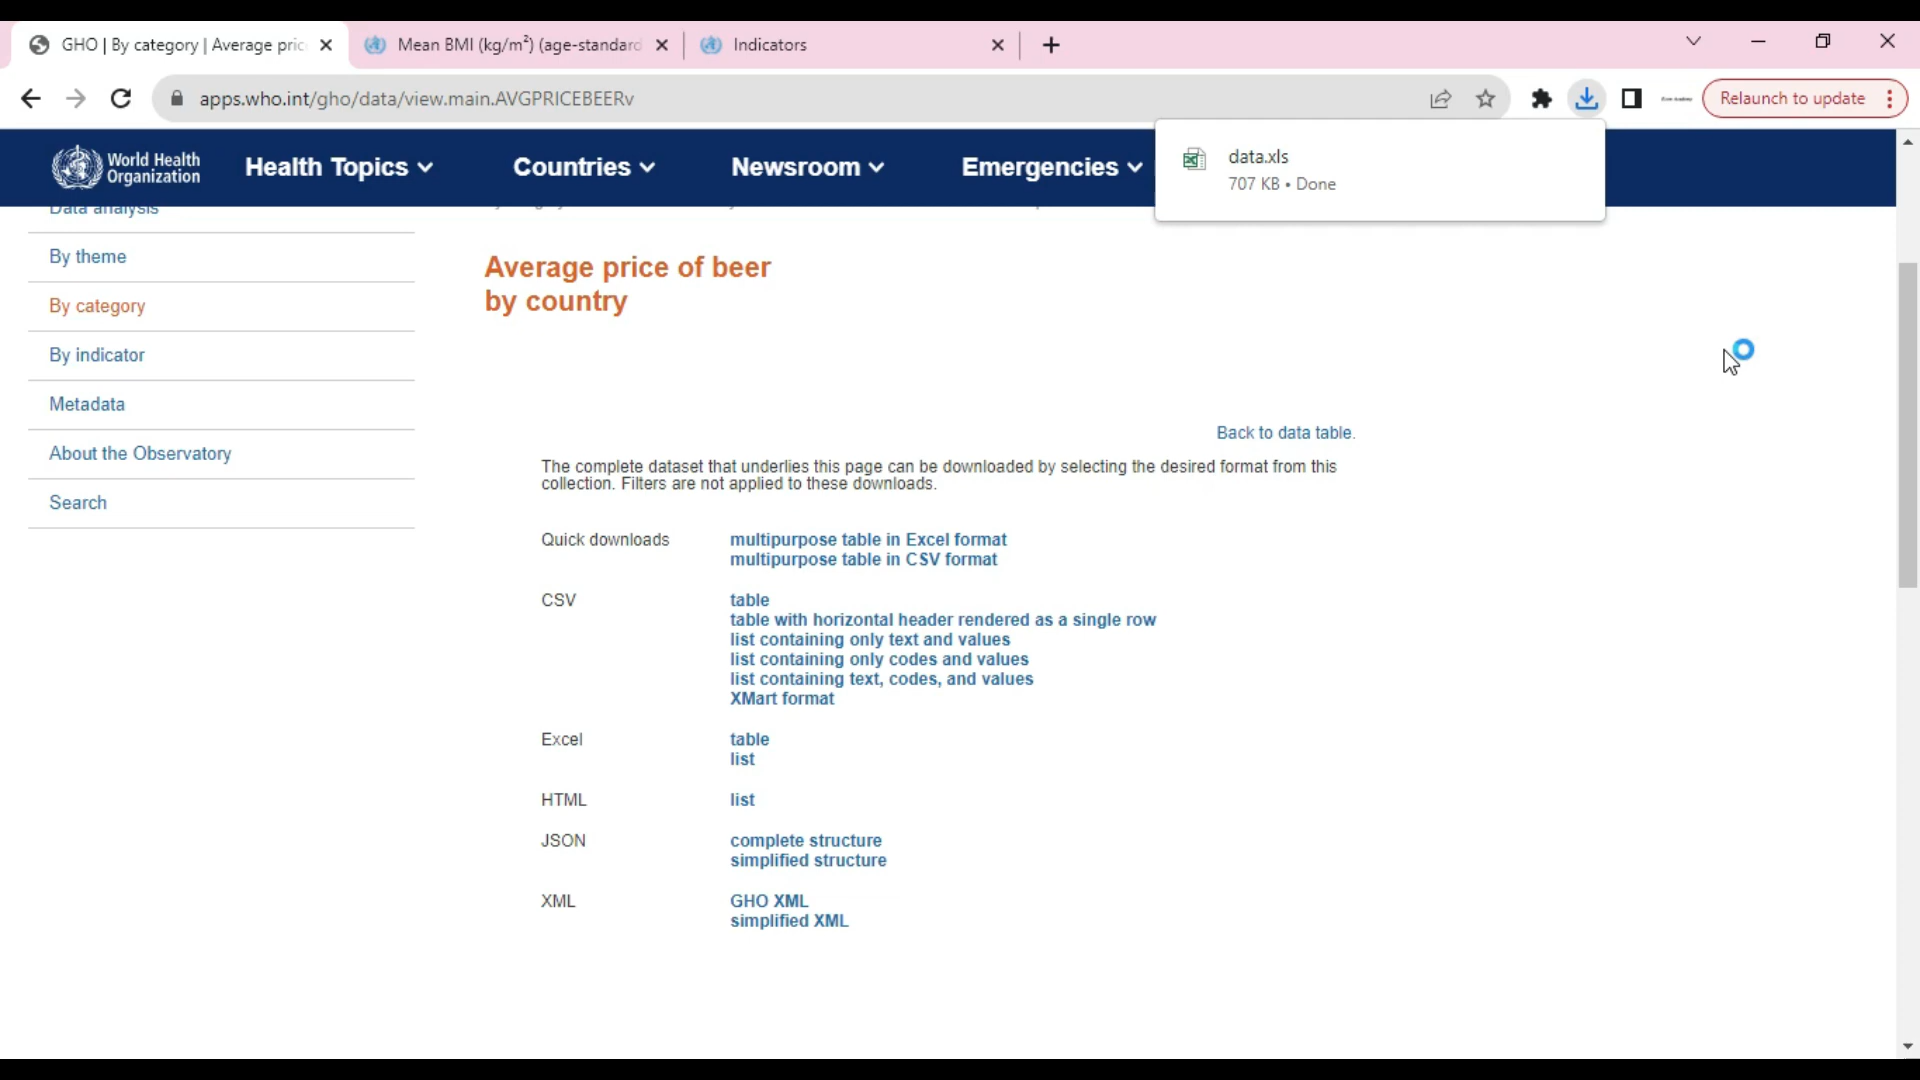 GHO | By category | Average pric
Mean BMI (kg/m²) (age-standard
Indicators
apps.who.int/gho/data/view.main.AVGPRICEBEERv
Relaunch to update
World Health
Organization
Health Topics
Countries
Newsroom
Emergencies
data.xls
707 KB • Done
Data analysis
By theme
By category
By indicator
Metadata
About the Observatory
Search
Average price of beer
by country
Back to data table.
The complete dataset that underlies this page can be downloaded by selecting the desired format from this
collection. Filters are not applied to these downloads.
Quick downloads
multipurpose table in Excel format
multipurpose table in CSV format
CSV
table
table with horizontal header rendered as a single row
list containing only text and values
list containing only codes and values
list containing text, codes, and values
XMart format
Excel
table
list
HTML
list
JSON
complete structure
simplified structure
XML
GHO XML
simplified XML